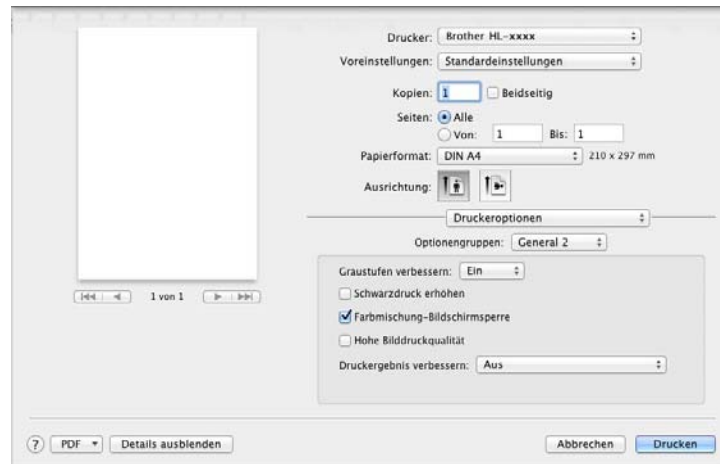 Drucker: Brother HL-xxxx
Voreinstellungen: Standardeinstellungen
Kopien: 1 Beidseitig
Seiten: Alle
Von: 1 Bis: 1
Papierformat: DIN A4 210 x 297 mm
Ausrichtung:
Druckeroptionen
Optionengruppen: General 2
Graustufen verbessern: Ein
Schwarzdruck erhöhen
Farbmischung-Bildschirmsperre
Hohe Bilddruckqualität
Druckergebnis verbessern: Aus
1 von 1
? PDF Details ausblenden Abbrechen Drucken